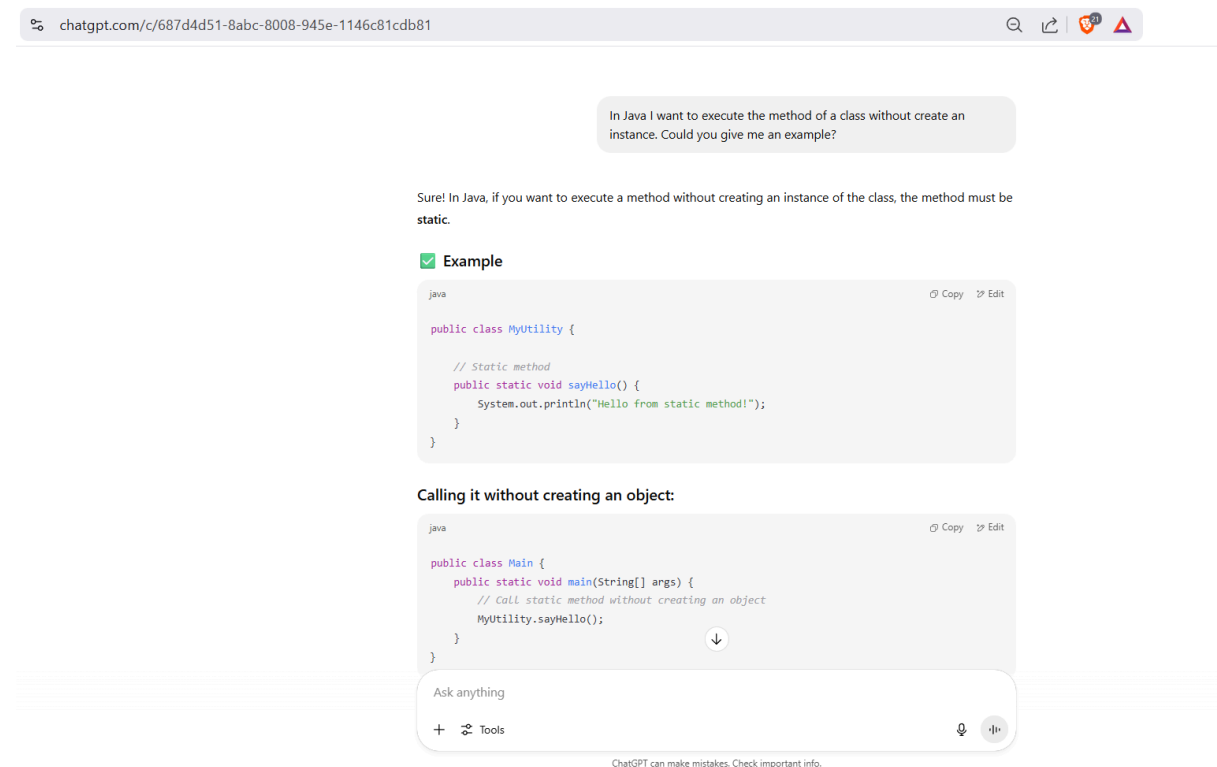 chatgpt.com/c/687d4d51-8abc-8008-945e-1146c81cdb81
21
In Java I want to execute the method of a class without create an
instance. Could you give me an example?
Sure! In Java, if you want to execute a method without creating an instance of the class, the method must be
static.
Example
java
Copy
Edit
public class MyUtility {
// Static method
public static void sayHello() {
System.out.println("Hello from static method!");
}
}
Calling it without creating an object:
java
Copy
Edit
public class Main {
public static void main(String[] args) {
// Call static method without creating an object
MyUtility.sayHello();
}
}
Ask anything
Tools
ChatGPT can make mistakes. Check important info.